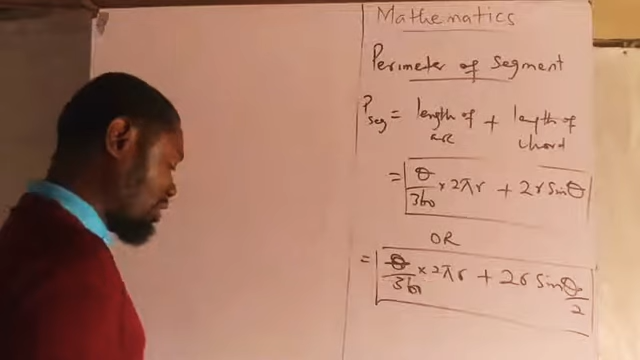 Mathematics
Perimeter of Segment
Pseg = length of arc + length of chord
= θ/360 × 2πr + 2r Sinθ
OR
= θ/360 × 2πr + 2r Sin θ/2